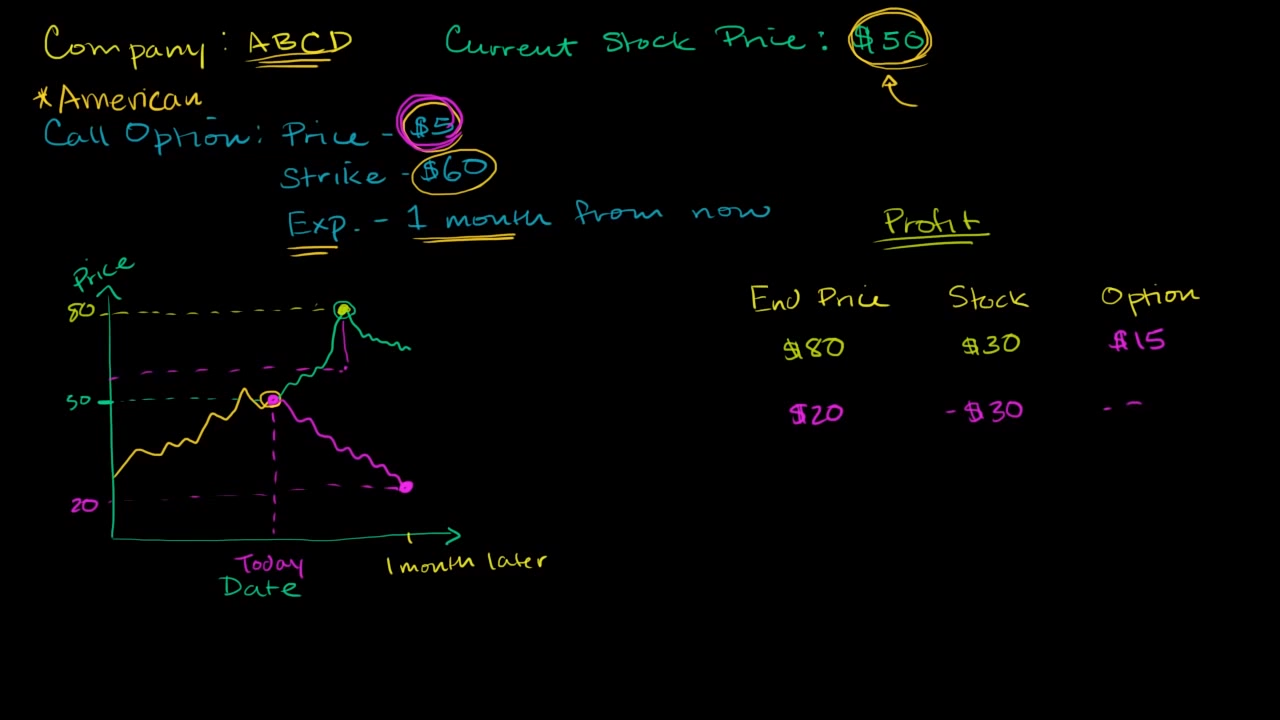 Company: ABCD Current Stock Price: $50
*American
Call Option: Price - $5
Strike - $60
Exp. - 1 month from now
Profit
Price
80
50
20
Today
1 month later
Date
End Price Stock Option
$80 $30 $15
$20 -$30 -